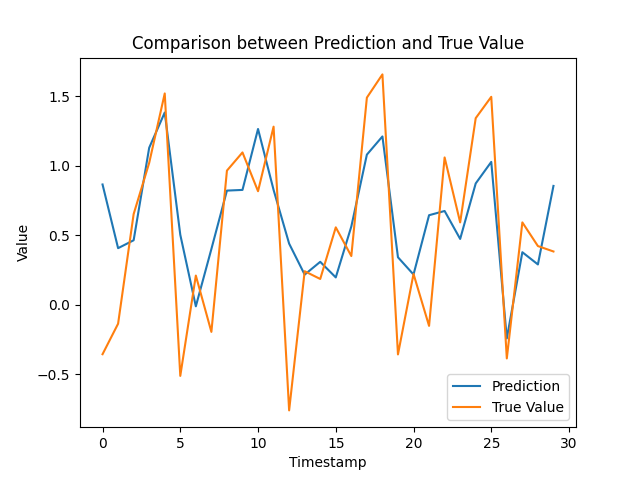 Comparison between Prediction and True Value
Value
1.5
1.0
0.5
0.0
−0.5
0 5 10 15 20 25 30
Timestamp
Prediction
True Value